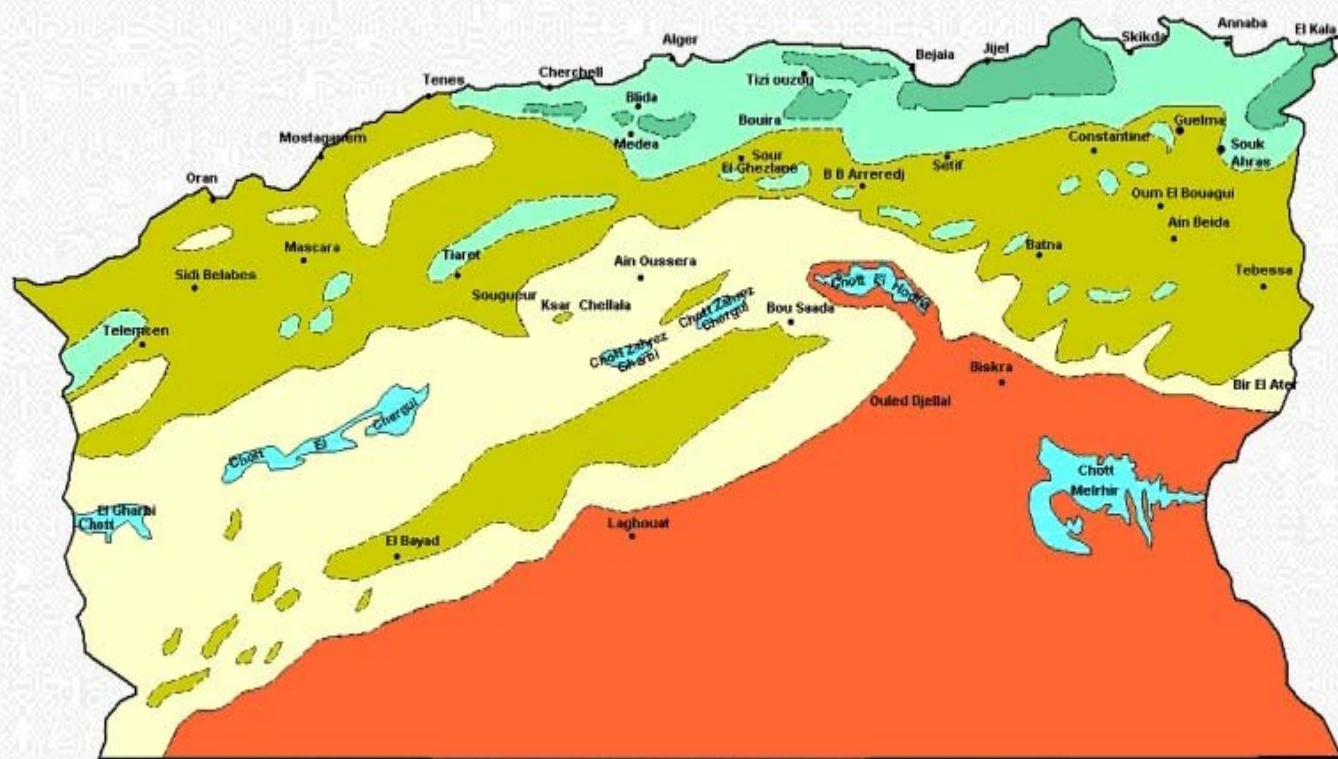 Alger
Tenes
Cherchell
Tizi ouzou
Bejaia
Jijel
Skikda
Annaba
El Kala
Blida
Medea
Bouira
Mostaganem
Oran
Sour
El-Ghezlane
B B Arreredj
Setif
Constantine
Guelma
Souk
Ahras
Oum El Bouagui
Ain Beida
Batna
Tebessa
Mascara
Sidi Belabes
Tiaret
Telemcen
Sougueur
Ain Oussera
Ksar Chellala
Chott Zahrez
Chergui
Chott Zahrez
Gharbi
Bou Saada
Chott El Hodna
Biskra
Bir El Ater
Ouled Djellal
Chott El Chergui
Chott
Melrhir
El Gharbi
Chott
El Bayad
Laghouat